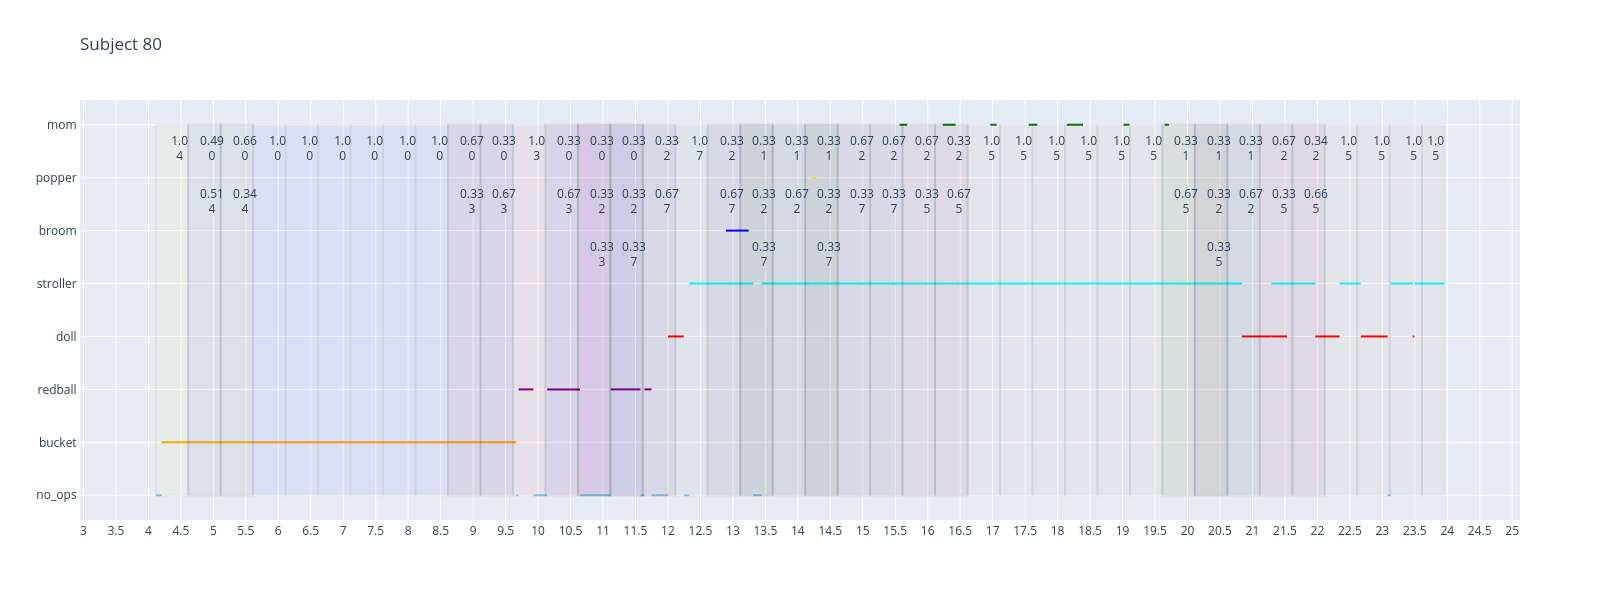 Subject 80
mom
1.0 0.49 0.66 1.0 1.0 1.0 1.0 1.0 1.0 0.67 0.33 1.0 0.33 0.33 0.33 0.33 1.0 0.33 0.33 0.33 0.33 0.67 0.67 0.67 0.33 1.0 1.0 1.0 1.0 1.0 1.0 0.33 0.33 0.33 0.67 0.34 1.0 1.0 1.0 1.0
4 0 0 0 0 0 0 0 0 0 0 3 0 0 0 2 7 2 1 1 1 2 2 2 2 5 5 5 5 5 5 1 1 1 2 2 5 5 5 5
popper
0.51 0.34 0.33 0.67 0.67 0.33 0.33 0.67 0.67 0.33 0.67 0.33 0.33 0.33 0.33 0.67 0.67 0.33 0.67 0.33 0.66
4 4 3 3 3 2 2 7 7 2 2 2 7 7 5 5 5 2 2 5 5
broom
0.33 0.33 0.33 0.33 0.33
3 7 7 7 5
stroller
doll
redball
bucket
no_ops
3 3.5 4 4.5 5 5.5 6 6.5 7 7.5 8 8.5 9 9.5 10 10.5 11 11.5 12 12.5 13 13.5 14 14.5 15 15.5 16 16.5 17 17.5 18 18.5 19 19.5 20 20.5 21 21.5 22 22.5 23 23.5 24 24.5 25